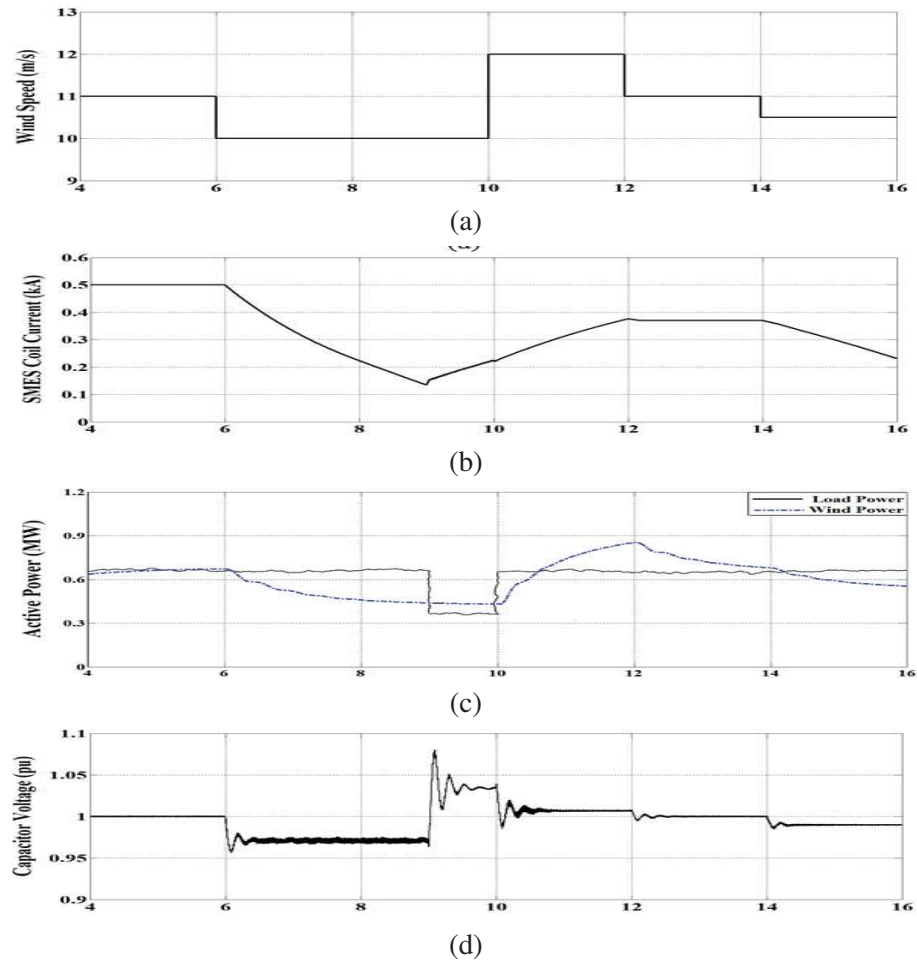 13
12
11
10
9
Wind Speed (m/s)
4 6 8 10 12 14 16
(a)
0.6
0.5
0.4
0.3
0.2
0.1
0
SMES Coil Current (kA)
4 6 8 10 12 14 16
(b)
1.2
0.9
0.6
0.3
0
Active Power (MW)
Load Power
Wind Power
4 6 8 10 12 14 16
(c)
1.1
1.05
1
0.95
0.9
Capacitor Voltage (pu)
4 6 8 10 12 14 16
(d)